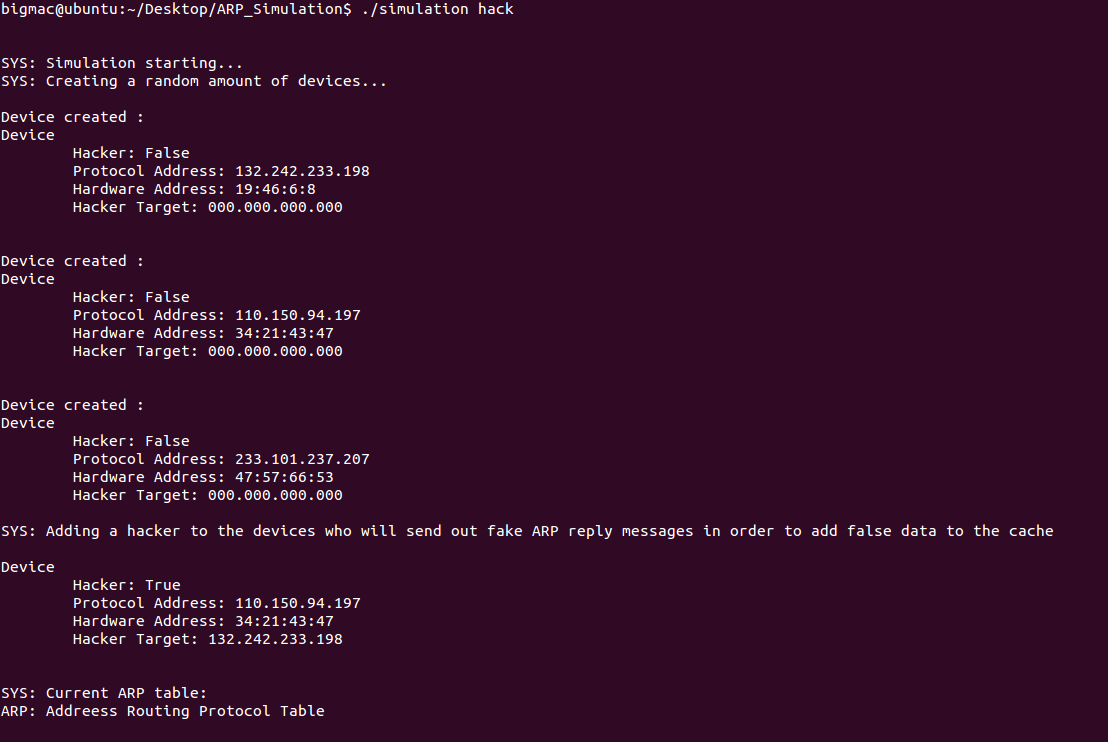 bigmac@ubuntu:~/Desktop/ARP_Simulation$ ./simulation hack
SYS: Simulation starting...
SYS: Creating a random amount of devices...
Device created :
Device
Hacker: False
Protocol Address: 132.242.233.198
Hardware Address: 19:46:6:8
Hacker Target: 000.000.000.000
Device created :
Device
Hacker: False
Protocol Address: 110.150.94.197
Hardware Address: 34:21:43:47
Hacker Target: 000.000.000.000
Device created :
Device
Hacker: False
Protocol Address: 233.101.237.207
Hardware Address: 47:57:66:53
Hacker Target: 000.000.000.000
SYS: Adding a hacker to the devices who will send out fake ARP reply messages in order to add false data to the cache
Device
Hacker: True
Protocol Address: 110.150.94.197
Hardware Address: 34:21:43:47
Hacker Target: 132.242.233.198
SYS: Current ARP table:
ARP: Addreess Routing Protocol Table